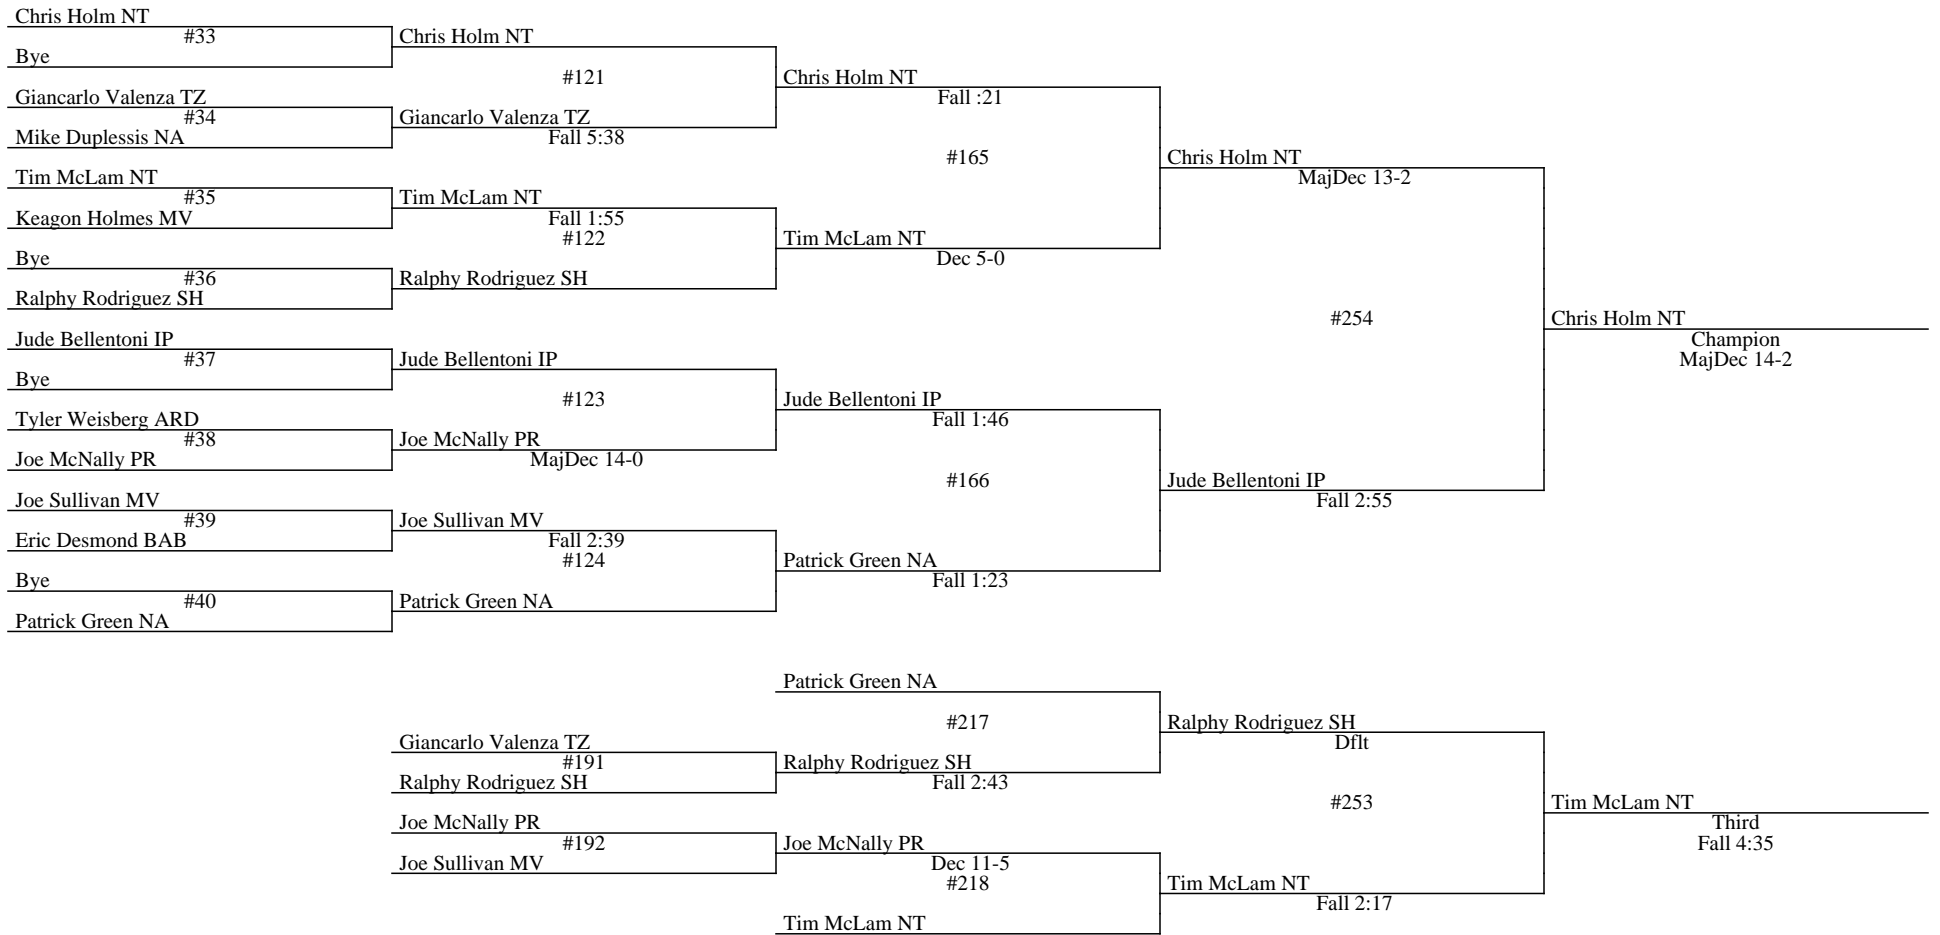 Chris Holm NT
#33
Bye
Giancarlo Valenza TZ
#34
Mike Duplessis NA
Tim McLam NT
#35
Keagon Holmes MV
Bye
#36
Ralphy Rodriguez SH
Jude Bellentoni IP
#37
Bye
Tyler Weisberg ARD
#38
Joe McNally PR
Joe Sullivan MV
#39
Eric Desmond BAB
Bye
#40
Patrick Green NA
Chris Holm NT
#121
Giancarlo Valenza TZ
Fall 5:38
Tim McLam NT
Fall 1:55
#122
Ralphy Rodriguez SH
Jude Bellentoni IP
#123
Joe McNally PR
MajDec 14-0
Joe Sullivan MV
Fall 2:39
#124
Patrick Green NA
Chris Holm NT
Fall :21
#165
Tim McLam NT
Dec 5-0
Jude Bellentoni IP
Fall 1:46
#166
Patrick Green NA
Fall 1:23
Chris Holm NT
MajDec 13-2
#254
Jude Bellentoni IP
Fall 2:55
Chris Holm NT
Champion
MajDec 14-2
Giancarlo Valenza TZ
#191
Ralphy Rodriguez SH
Joe McNally PR
#192
Joe Sullivan MV
Patrick Green NA
#217
Ralphy Rodriguez SH
Fall 2:43
Joe McNally PR
Dec 11-5
#218
Tim McLam NT
Ralphy Rodriguez SH
Dflt
#253
Tim McLam NT
Fall 2:17
Tim McLam NT
Third
Fall 4:35